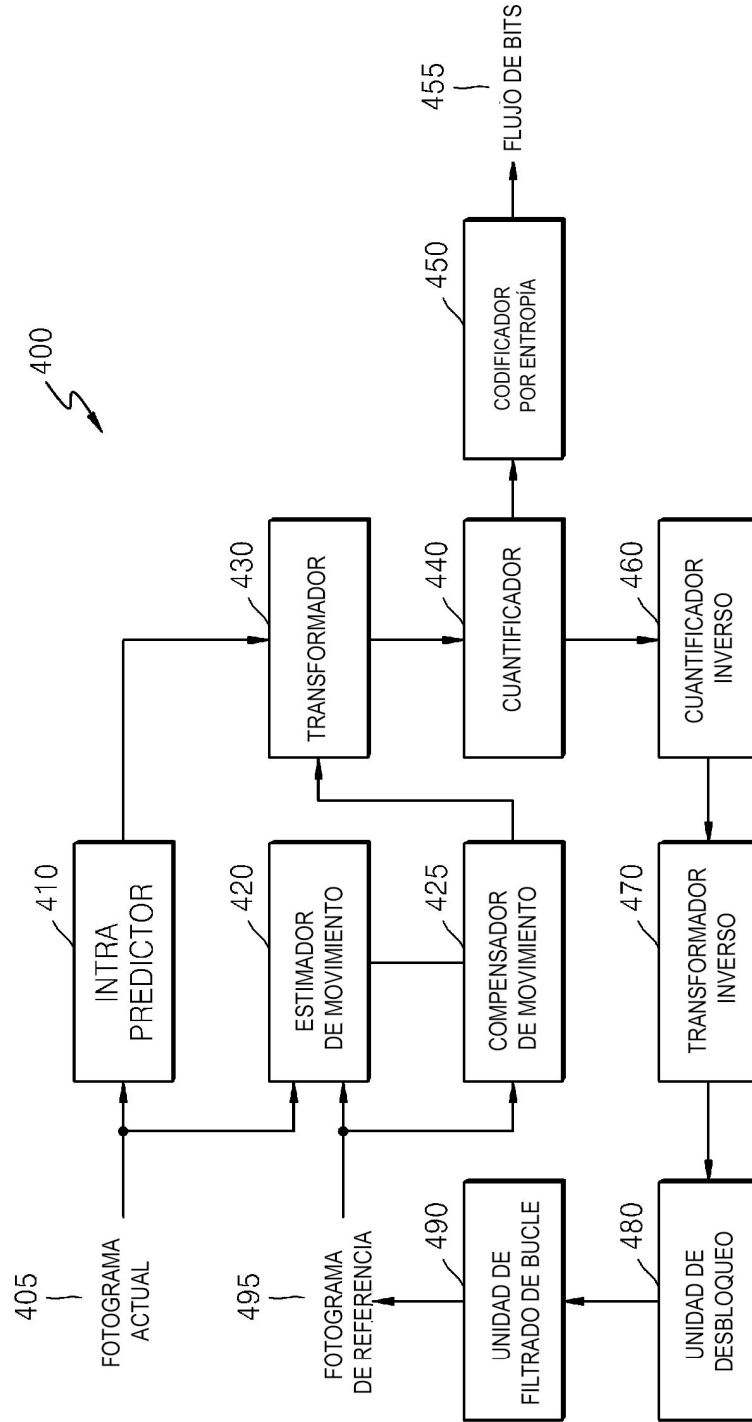 400
405
FOTOGRAMA
ACTUAL
410
INTRA
PREDICTOR
495
FOTOGRAMA
DE REFERENCIA
420
ESTIMADOR
DE MOVIMIENTO
425
COMPENSADOR
DE MOVIMIENTO
430
TRANSFORMADOR
440
CUANTIFICADOR
450
CODIFICADOR
POR ENTROPÍA
455
FLUJO DE BITS
460
CUANTIFICADOR
INVERSO
470
TRANSFORMADOR
INVERSO
480
UNIDAD DE
DESBLOQUEO
490
UNIDAD DE
FILTRADO DE BUCLE